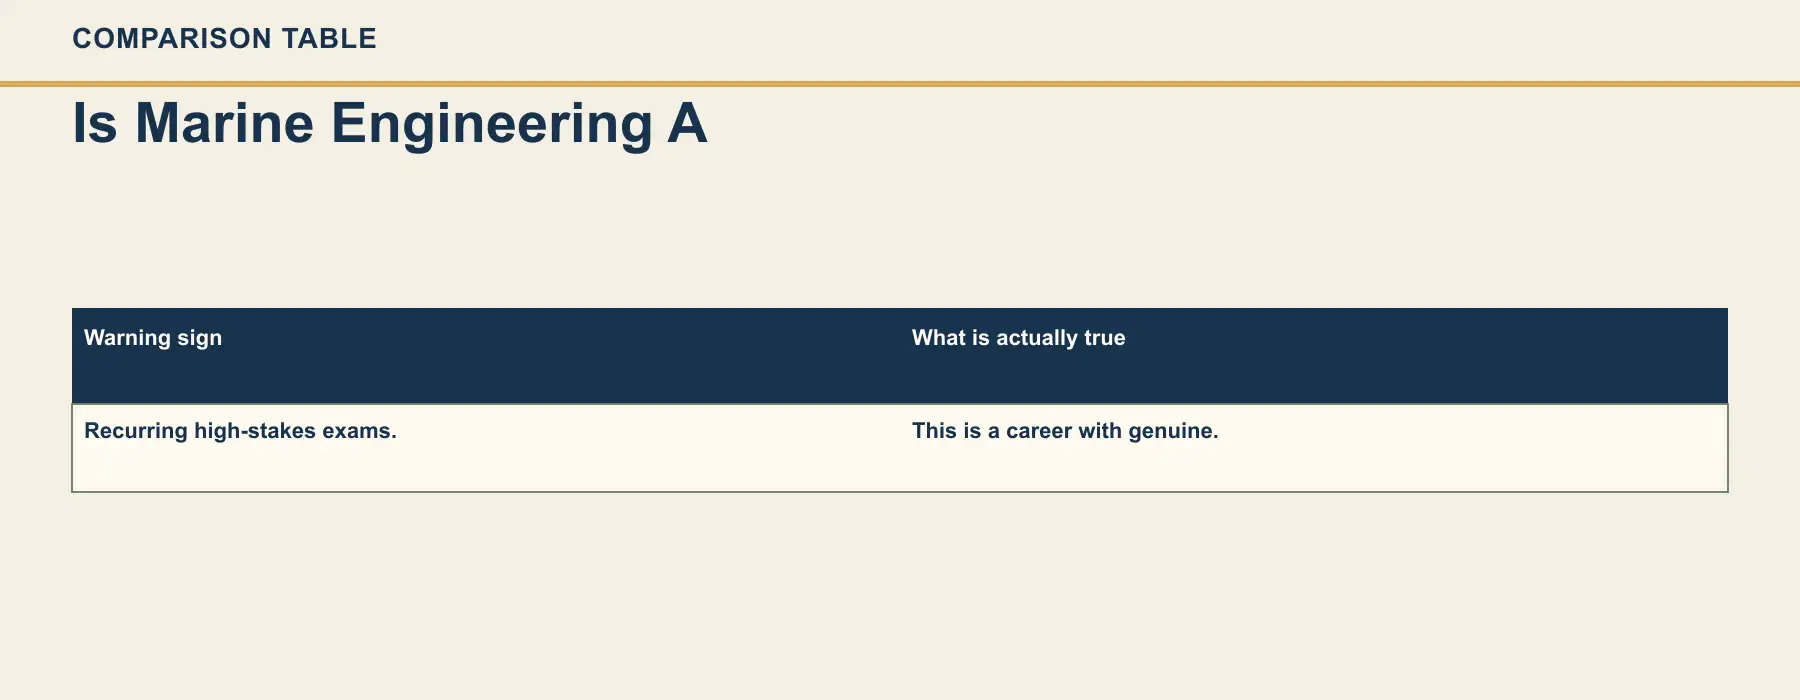 COMPARISON TABLE
Is Marine Engineering A
Warning sign
What is actually true
Recurring high-stakes exams.
This is a career with genuine.